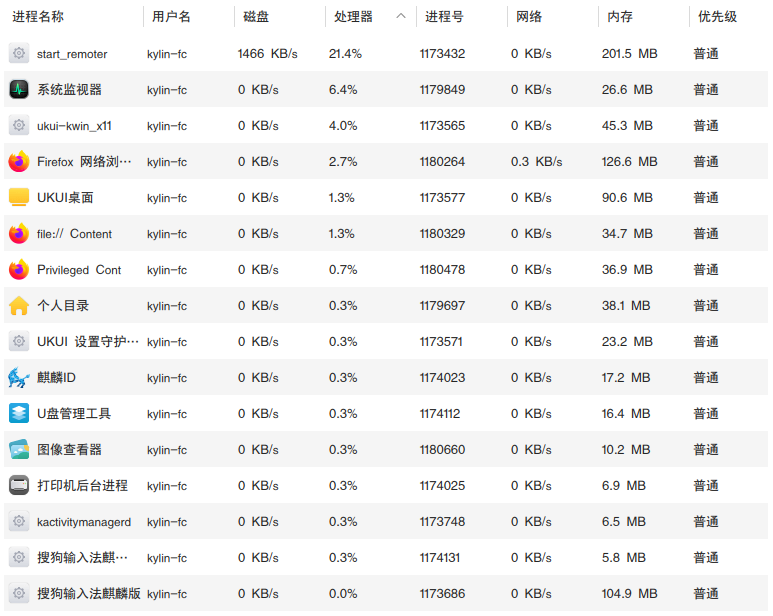 进程名称 用户名 磁盘 处理器 进程号 网络 内存 优先级
start_remoter kylin-fc 1466 KB/s 21.4% 1173432 0 KB/s 201.5 MB 普通
系统监视器 kylin-fc 0 KB/s 6.4% 1179849 0 KB/s 26.6 MB 普通
ukui-kwin_x11 kylin-fc 0 KB/s 4.0% 1173565 0 KB/s 45.3 MB 普通
Firefox 网络浏⋯ kylin-fc 0 KB/s 2.7% 1180264 0.3 KB/s 126.6 MB 普通
UKUI桌面 kylin-fc 0 KB/s 1.3% 1173577 0 KB/s 90.6 MB 普通
file:// Content kylin-fc 0 KB/s 1.3% 1180329 0 KB/s 34.7 MB 普通
Privileged Cont kylin-fc 0 KB/s 0.7% 1180478 0 KB/s 36.9 MB 普通
个人目录 kylin-fc 0 KB/s 0.3% 1179697 0 KB/s 38.1 MB 普通
UKUI 设置守护⋯ kylin-fc 0 KB/s 0.3% 1173571 0 KB/s 23.2 MB 普通
麒麟ID kylin-fc 0 KB/s 0.3% 1174023 0 KB/s 17.2 MB 普通
U盘管理工具 kylin-fc 0 KB/s 0.3% 1174112 0 KB/s 16.4 MB 普通
图像查看器 kylin-fc 0 KB/s 0.3% 1180660 0 KB/s 10.2 MB 普通
打印机后台进程 kylin-fc 0 KB/s 0.3% 1174025 0 KB/s 6.9 MB 普通
kactivitymanagerd kylin-fc 0 KB/s 0.3% 1173748 0 KB/s 6.5 MB 普通
搜狗输入法麒⋯ kylin-fc 0 KB/s 0.3% 1174131 0 KB/s 5.8 MB 普通
搜狗输入法麒麟版 kylin-fc 0 KB/s 0.0% 1173686 0 KB/s 104.9 MB 普通